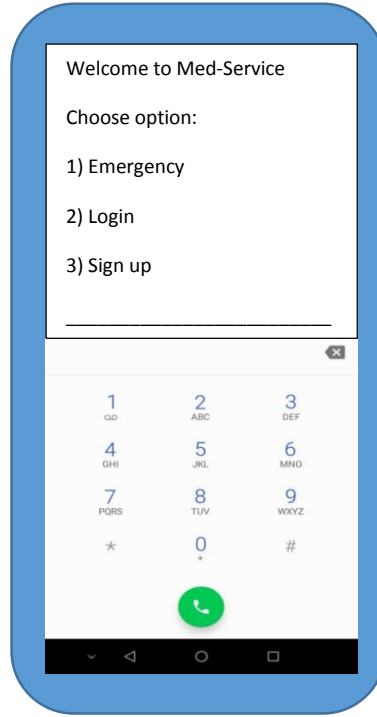 Welcome to Med-Service
Choose option:
1) Emergency
2) Login
3) Sign up
1 2 3
ABC DEF
4 5 6
GHI JKL MNO
7 8 9
PQRS TUV WXYZ
* 0 #
+